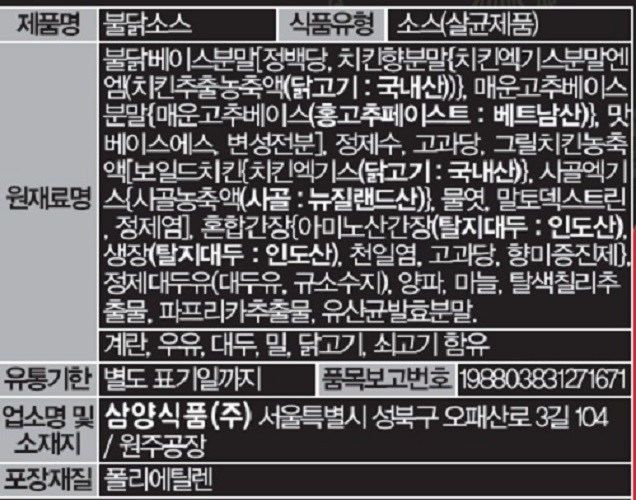 제품명 불닭소스 식품유형 소스(살균제품)
원재료명
불닭베이스분말[정백당, 치킨향분말{치킨엑기스분말엔
엠(치킨추출농축액(닭고기 : 국내산))}, 매운고추베이스
분말{매운고추베이스(홍고추페이스트 : 베트남산)}, 맛
베이스에스, 변성전분], 정제수, 고과당, 그릴치킨농축
액[보일드치킨{치킨엑기스(닭고기 : 국내산)}, 사골엑기
스{사골농축액(사골 : 뉴질랜드산)}, 물엿, 말토덱스트린
, 정제염], 혼합간장{아미노산간장(탈지대두 : 인도산),
생장(탈지대두 : 인도산), 천일염, 고과당, 향미증진제},
정제대두유(대두유, 규소수지), 양파, 마늘, 탈색칠리추
출물, 파프리카추출물, 유산균발효분말.
계란, 우유, 대두, 밀, 닭고기, 쇠고기 함유
유통기한 별도 표기일까지 품목보고번호 198803831271671
업소명 및
소재지
삼양식품(주) 서울특별시 성북구 오패산로 3길 104
/ 원주공장
포장재질 폴리에틸렌